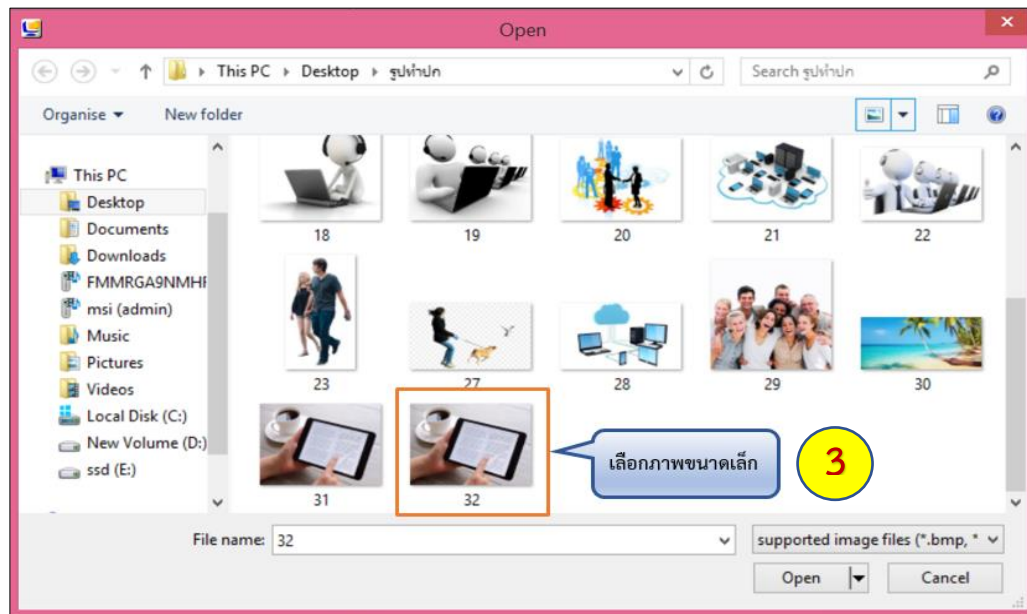 Open
This PC Desktop รูปทำปก
Search รูปทำปก
Organise New folder
This PC
Desktop
Documents
Downloads
FMMRGA9NMHF
msi (admin)
Music
Pictures
Videos
Local Disk (C:)
New Volume (D:)
ssd (E:)
18 19 20 21 22
23 27 28 29 30
31 32
เลือกภาพขนาดเล็ก
3
File name: 32
supported image files (*.bmp, *
Open Cancel